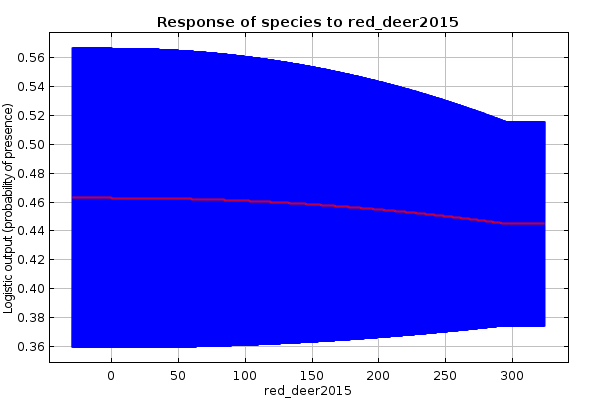 Response of species to red_deer2015
Logistic output (probability of presence)
0.56
0.54
0.52
0.50
0.48
0.46
0.44
0.42
0.40
0.38
0.36
0 50 100 150 200 250 300
red_deer2015